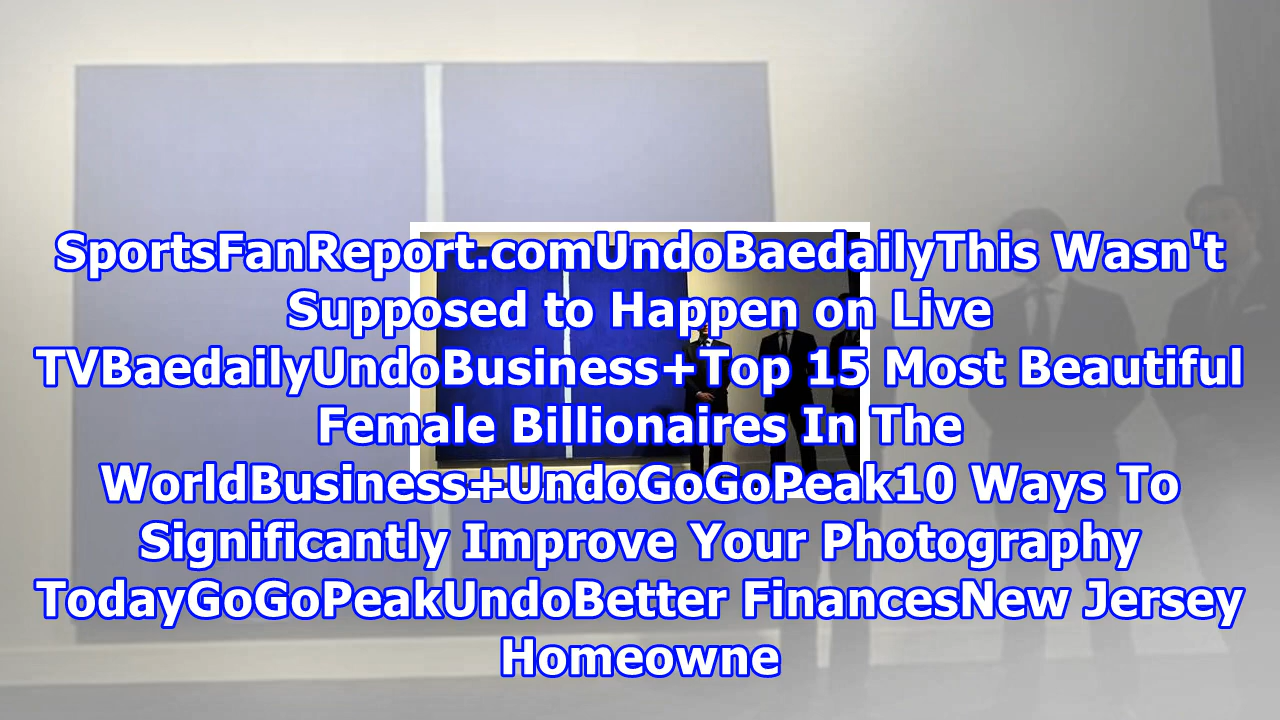 SportsFanReport.comUndoBaedailyThis Wasn't
Supposed to Happen on Live
TVBaedailyUndoBusiness+Top 15 Most Beautiful
Female Billionaires In The
WorldBusiness+UndoGoGoPeak10 Ways To
Significantly Improve Your Photography
TodayGoGoPeakUndoBetter FinancesNew Jersey
Homeowne